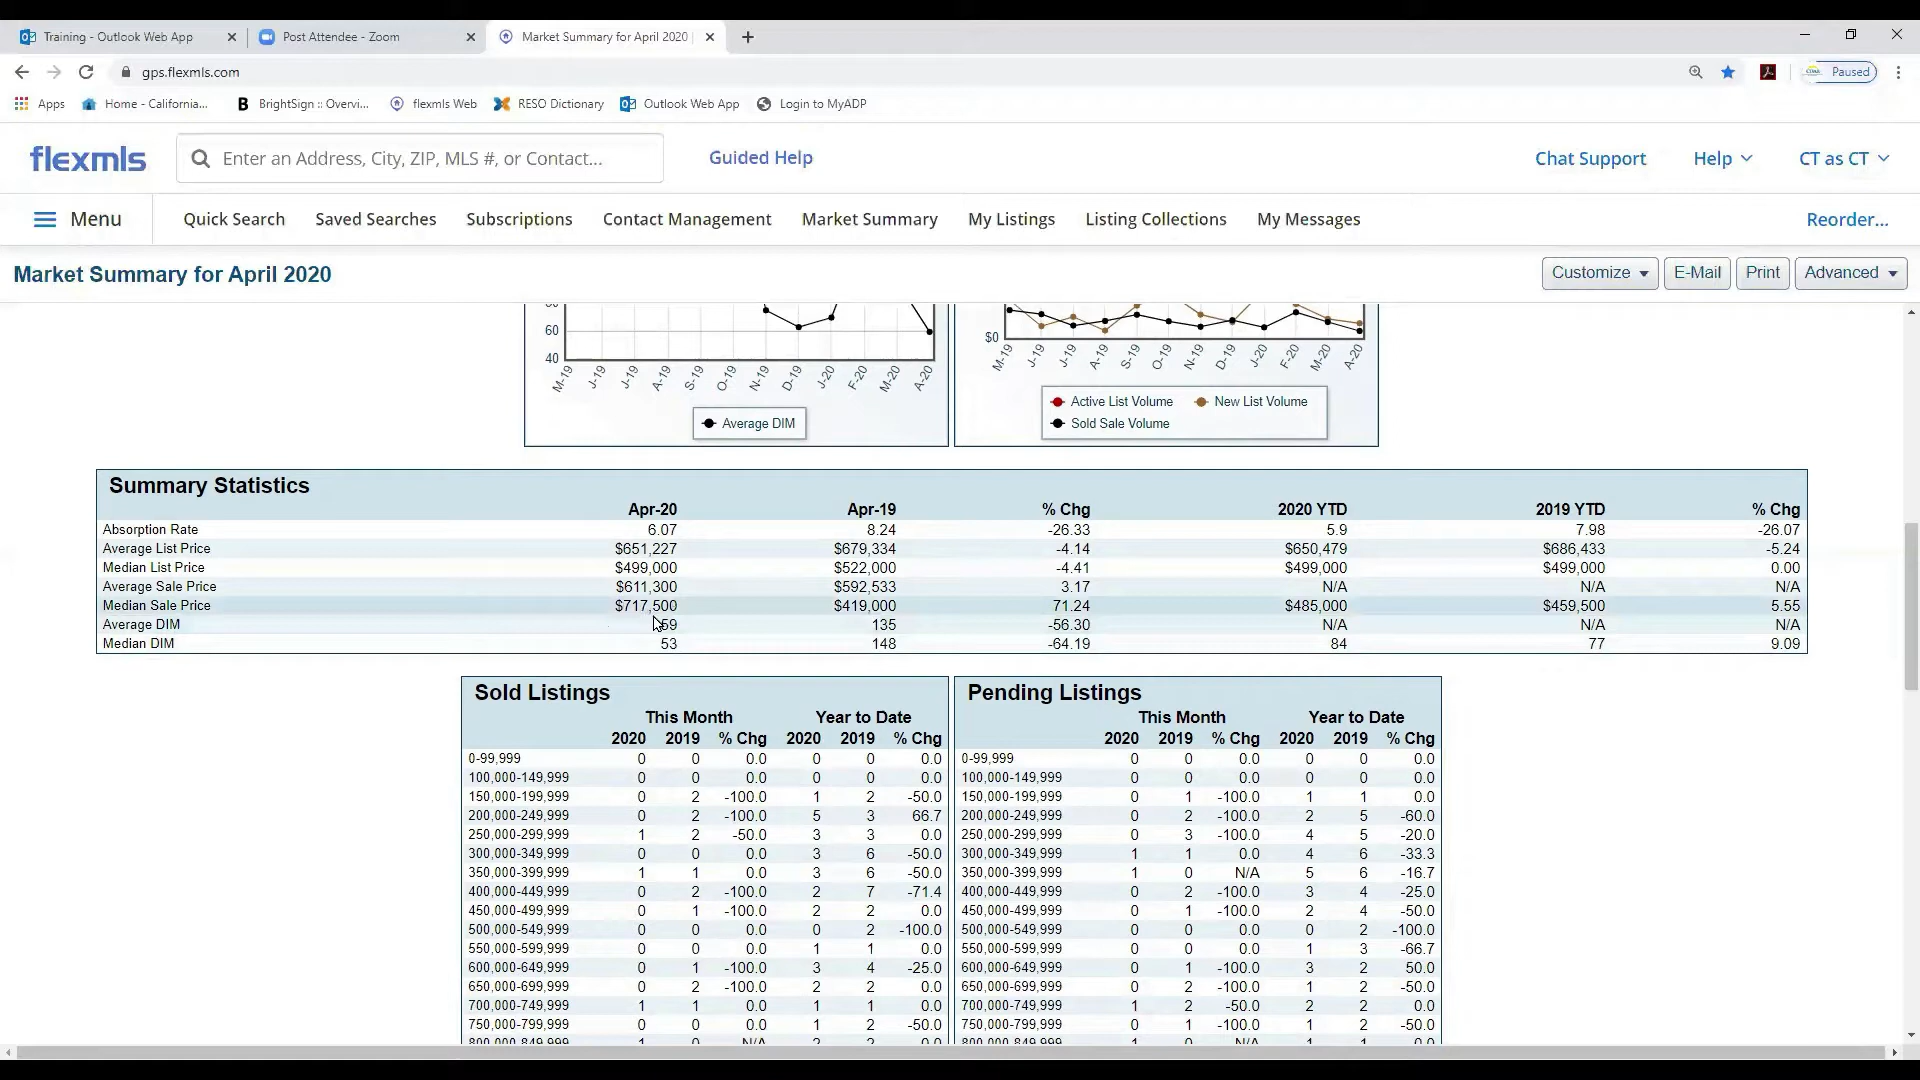 Training - Outlook Web App
Post Attendee - Zoom
Market Summary for April 2020
gps.flexmls.com
Paused
Apps
Home - California...
BrightSign :: Overvi...
flexmls Web
RESO Dictionary
Outlook Web App
Login to MyADP
flexmls
Enter an Address, City, ZIP, MLS #, or Contact...
Guided Help
Chat Support
Help
CT as CT
Menu
Quick Search
Saved Searches
Subscriptions
Contact Management
Market Summary
My Listings
Listing Collections
My Messages
Reorder...
Market Summary for April 2020
Customize
E-Mail
Print
Advanced
60
40
M-19 J-19 J-19 A-19 S-19 O-19 N-19 D-19 J-20 F-20 M-20 A-20
Average DIM
$0
M-19 J-19 J-19 A-19 S-19 O-19 N-19 D-19 J-20 F-20 M-20 A-20
Active List Volume New List Volume
Sold Sale Volume
Summary Statistics
Apr-20 Apr-19 % Chg 2020 YTD 2019 YTD % Chg
Absorption Rate 6.07 8.24 -26.33 5.9 7.98 -26.07
Average List Price $651,227 $679,334 -4.14 $650,479 $686,433 -5.24
Median List Price $499,000 $522,000 -4.41 $499,000 $499,000 0.00
Average Sale Price $611,300 $592,533 3.17 N/A N/A N/A
Median Sale Price $717,500 $419,000 71.24 $485,000 $459,500 5.55
Average DIM 59 135 -56.30 N/A N/A N/A
Median DIM 53 148 -64.19 84 77 9.09
Sold Listings
This Month Year to Date
2020 2019 % Chg 2020 2019 % Chg
0-99,999 0 0 0.0 0 0 0.0
100,000-149,999 0 0 0.0 0 0 0.0
150,000-199,999 0 2 -100.0 1 2 -50.0
200,000-249,999 0 2 -100.0 5 3 66.7
250,000-299,999 1 2 -50.0 3 3 0.0
300,000-349,999 0 0 0.0 3 6 -50.0
350,000-399,999 1 1 0.0 3 6 -50.0
400,000-449,999 0 2 -100.0 2 7 -71.4
450,000-499,999 0 1 -100.0 2 2 0.0
500,000-549,999 0 0 0.0 0 2 -100.0
550,000-599,999 0 0 0.0 1 1 0.0
600,000-649,999 0 1 -100.0 3 4 -25.0
650,000-699,999 0 2 -100.0 2 2 0.0
700,000-749,999 1 1 0.0 1 1 0.0
750,000-799,999 0 0 0.0 1 2 -50.0
800,000-849,999 1 0 N/A 2 2 0.0
Pending Listings
This Month Year to Date
2020 2019 % Chg 2020 2019 % Chg
0-99,999 0 0 0.0 0 0 0.0
100,000-149,999 0 0 0.0 0 0 0.0
150,000-199,999 0 1 -100.0 1 1 0.0
200,000-249,999 0 2 -100.0 2 5 -60.0
250,000-299,999 0 3 -100.0 4 5 -20.0
300,000-349,999 1 1 0.0 4 6 -33.3
350,000-399,999 1 0 N/A 5 6 -16.7
400,000-449,999 0 2 -100.0 3 4 -25.0
450,000-499,999 0 1 -100.0 2 4 -50.0
500,000-549,999 0 0 0.0 0 2 -100.0
550,000-599,999 0 0 0.0 1 3 -66.7
600,000-649,999 0 1 -100.0 3 2 50.0
650,000-699,999 0 2 -100.0 1 2 -50.0
700,000-749,999 1 2 -50.0 2 2 0.0
750,000-799,999 0 1 -100.0 1 2 -50.0
800,000-849,999 1 0 N/A 1 1 0.0